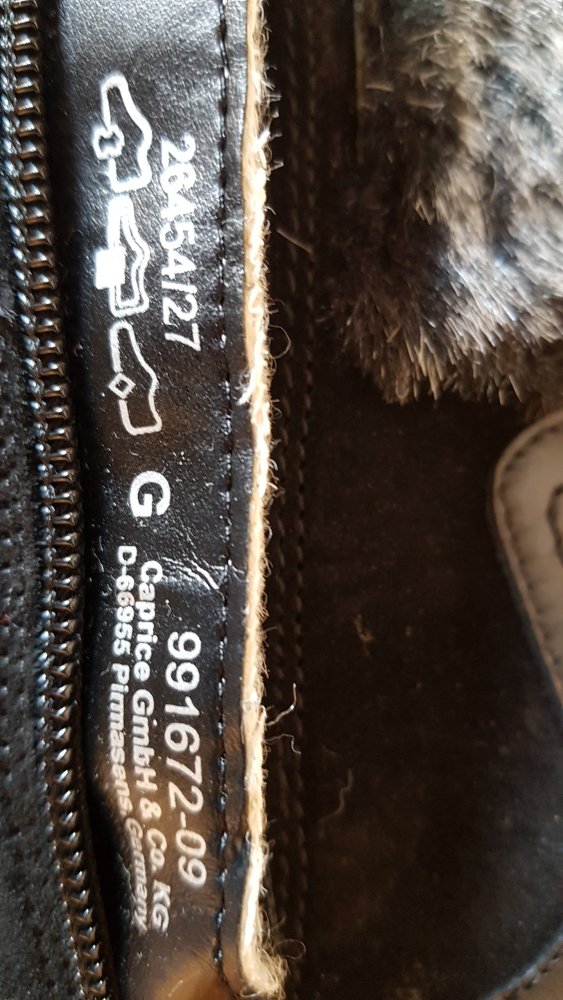 26454/27
G
991672-09
Caprice GmbH & Co. KG
D-66955 Pirmasens Germany